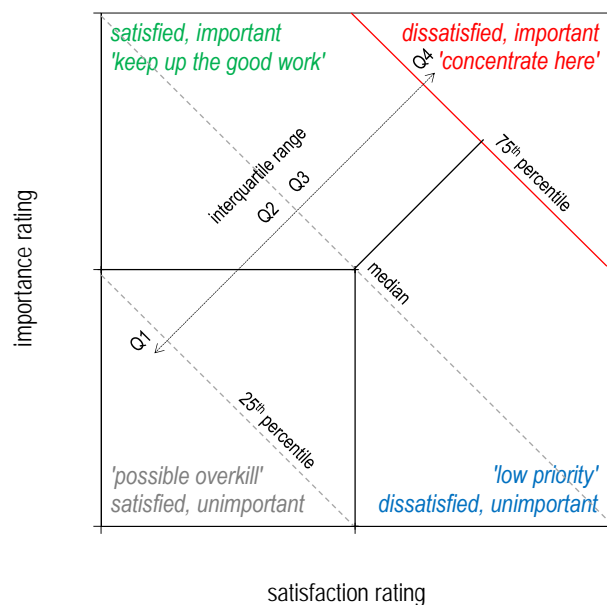 satisfied, important
'keep up the good work'
dissatisfied, important
'concentrate here'
Q4
75th percentile
interquartile range
Q3
Q2
median
importance rating
Q1
25th percentile
'possible overkill'
satisfied, unimportant
'low priority'
dissatisfied, unimportant
satisfaction rating